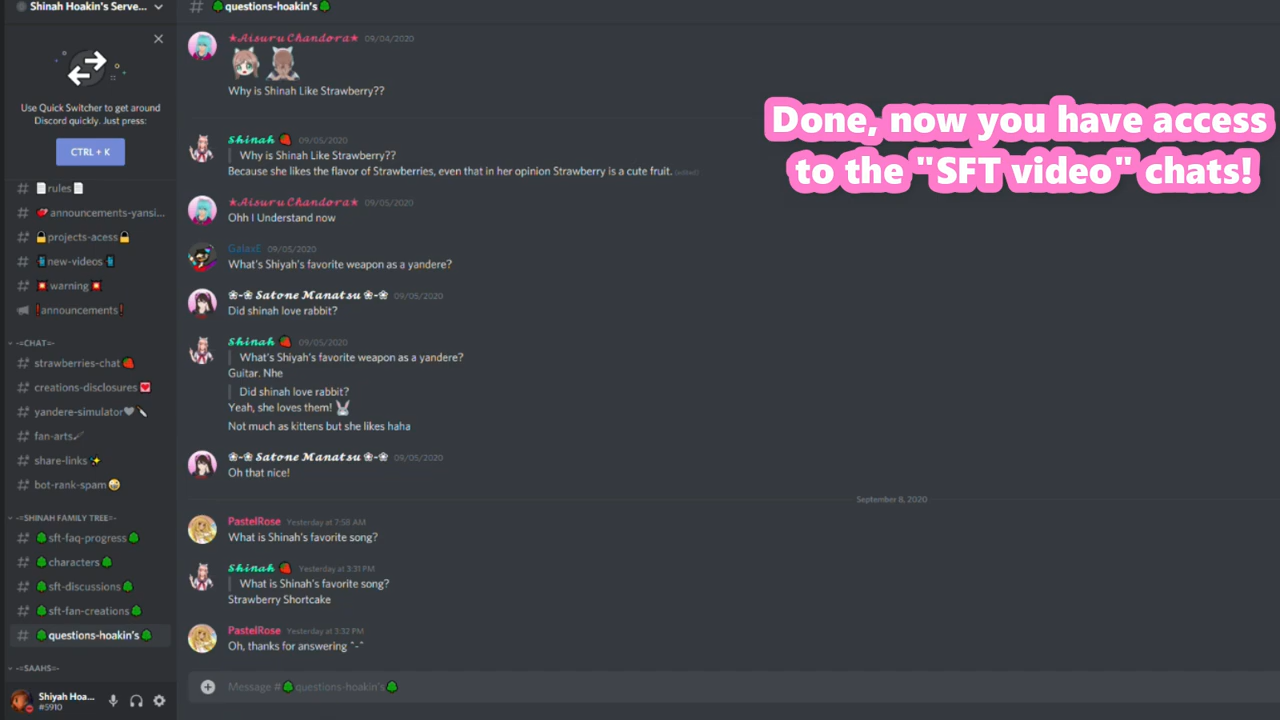 Shinah Hoakin's Serve...
Use Quick Switcher to get around
Discord quickly. Just press:
CTRL + K
rules
announcements-yansi...
projects-acess
new-videos
warning
announcements
-=CHAT=-
strawberries-chat
creations-disclosures
yandere-simulator
fan-arts
share-links
bot-rank-spam
-=SHINAH FAMILY TREE=-
sft-faq-progress
characters
sft-discussions
sft-fan-creations
questions-hoakin's
-=SAAHS=-
Shiyah Hoa...
#5910
# questions-hoakin's
★Aisuru Chandora★ 09/04/2020
Why is Shinah Like Strawberry??
Shinah 09/05/2020
Why is Shinah Like Strawberry??
Because she likes the flavor of Strawberries, even that in her opinion Strawberry is a cute fruit. (edited)
★Aisuru Chandora★ 09/05/2020
Ohh I Understand now
GalaxE 09/05/2020
What's Shiyah's favorite weapon as a yandere?
❀~❀ Satone Manatsu ❀~❀ 09/05/2020
Did shinah love rabbit?
Shinah 09/05/2020
What's Shiyah's favorite weapon as a yandere?
Guitar. Nhe
Did shinah love rabbit?
Yeah, she loves them!
Not much as kittens but she likes haha
❀~❀ Satone Manatsu ❀~❀ 09/05/2020
Oh that nice!
September 8, 2020
PastelRose Yesterday at 7:58 AM
What is Shinah's favorite song?
Shinah Yesterday at 3:31 PM
What is Shinah's favorite song?
Strawberry Shortcake
PastelRose Yesterday at 3:32 PM
Oh, thanks for answering ^-^
Message # questions-hoakin's
Done, now you have access
to the "SFT video" chats!